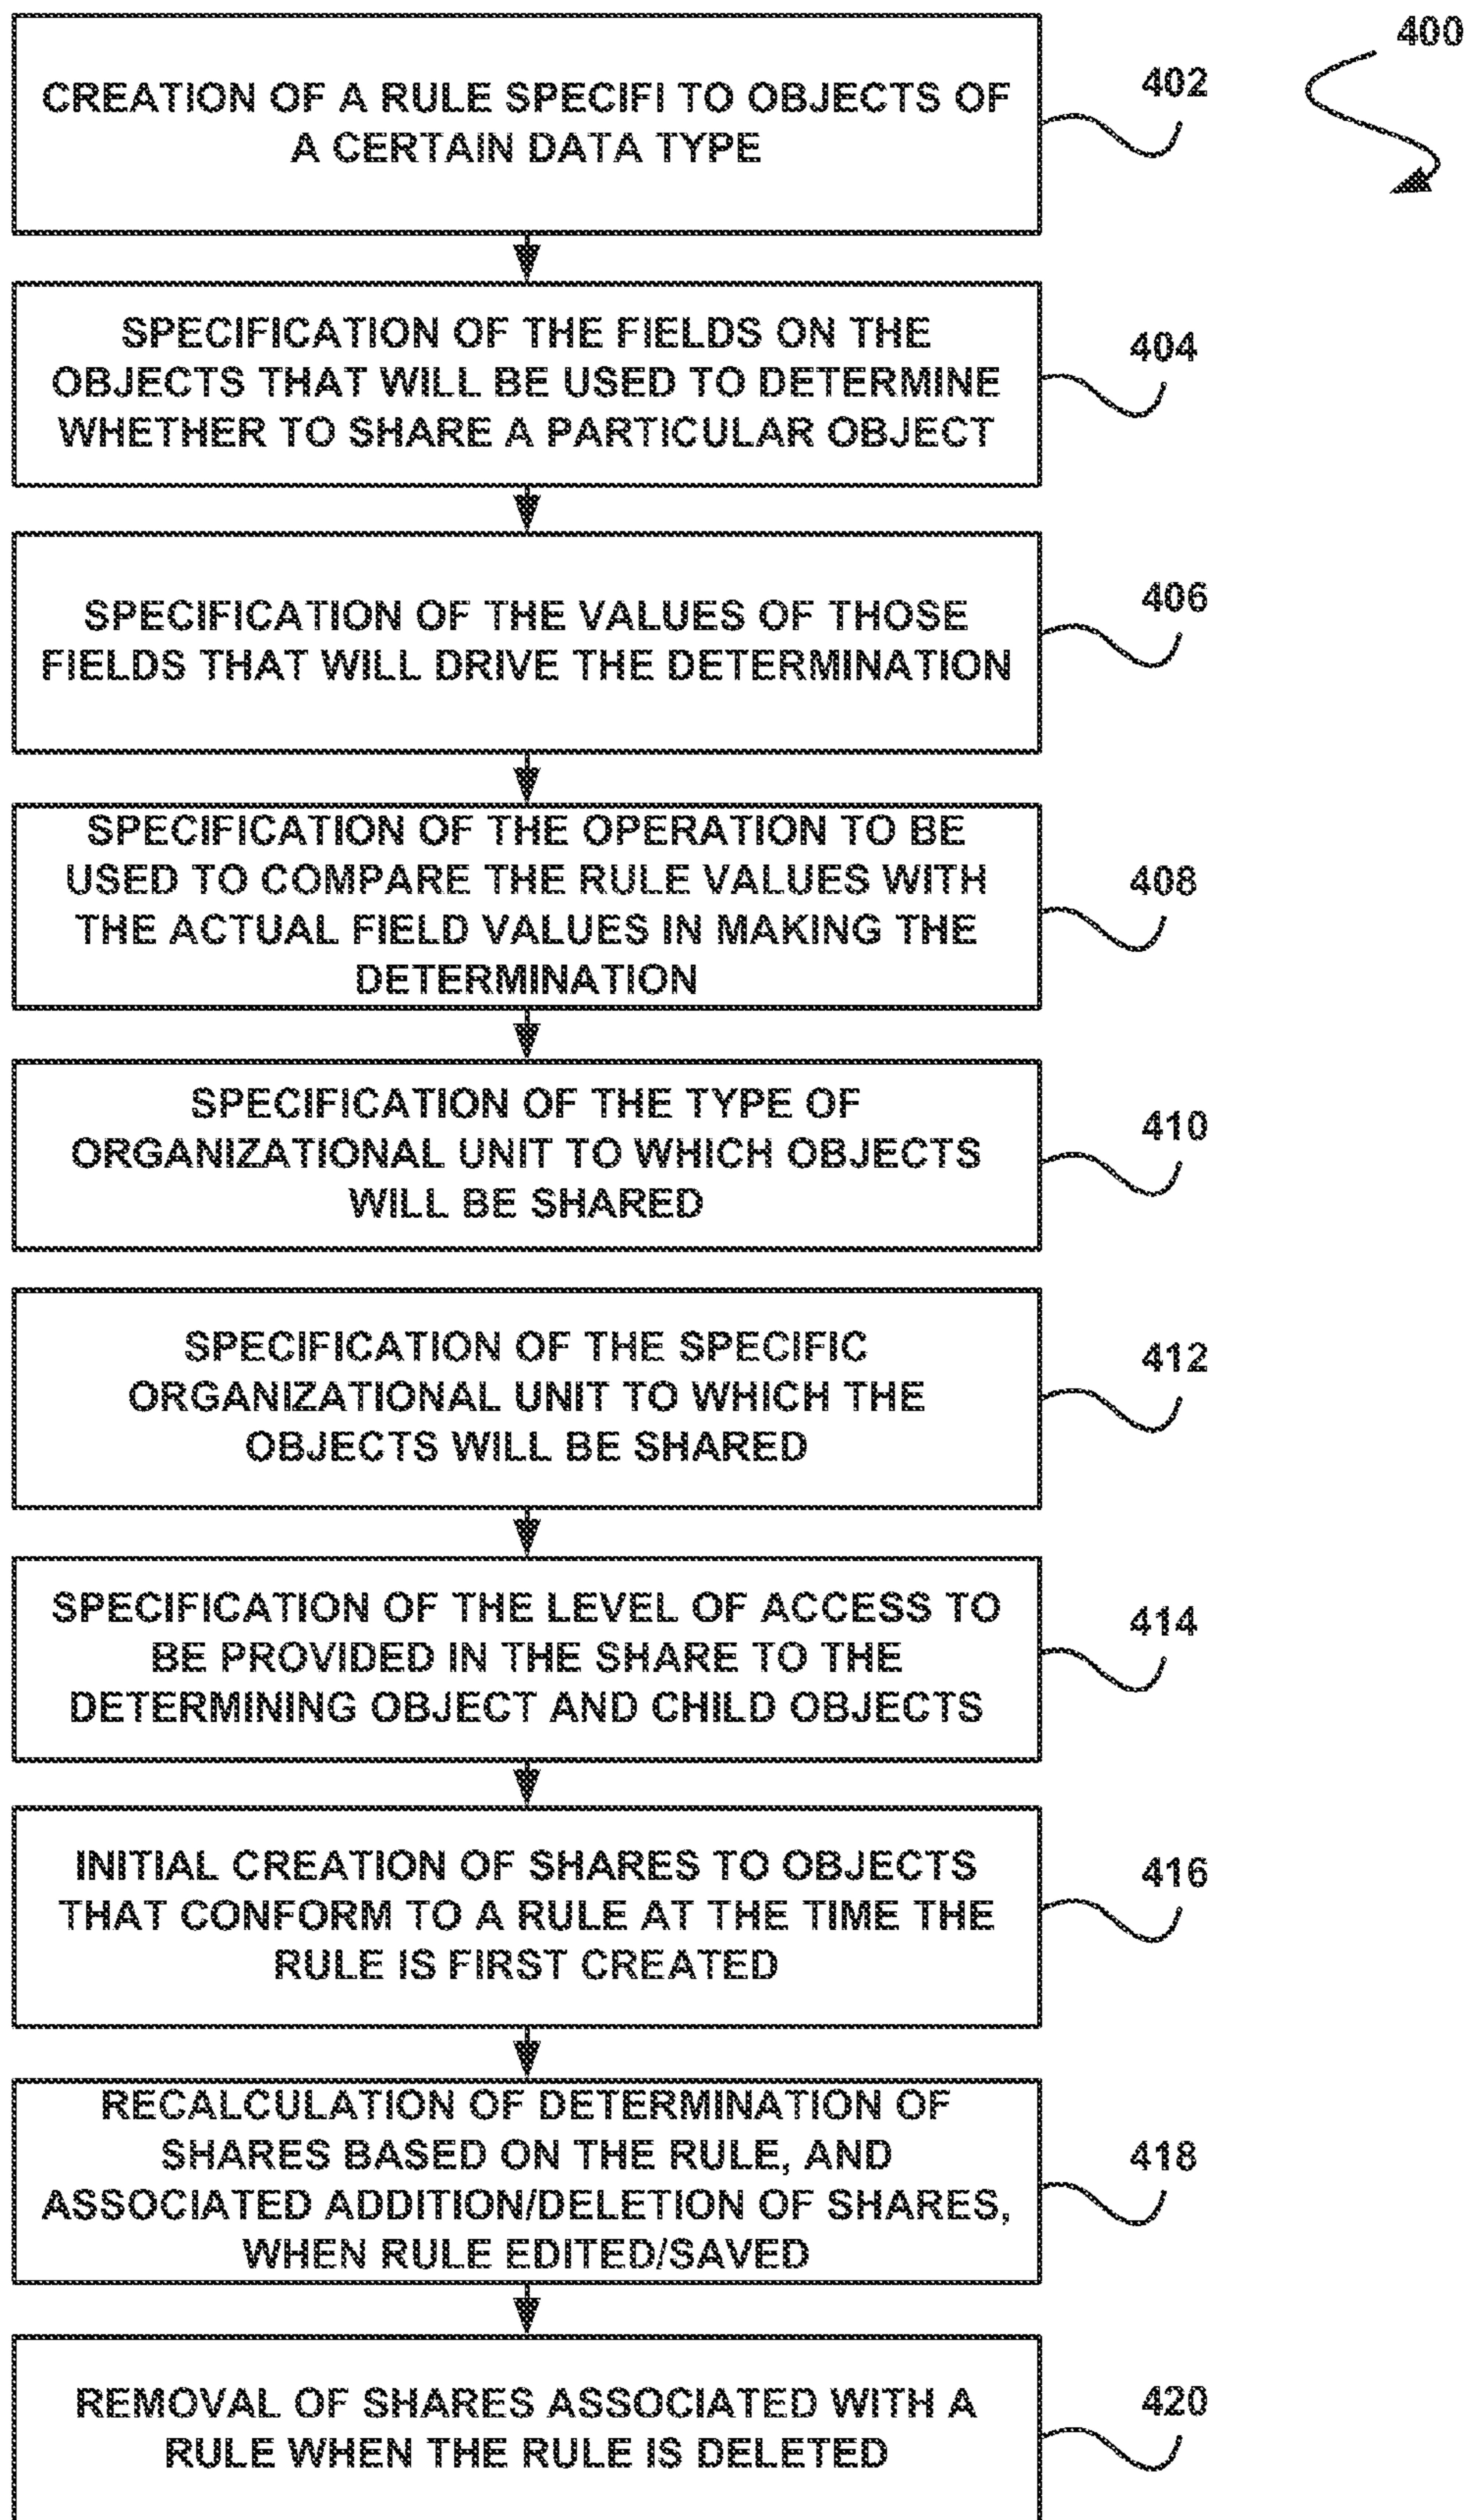 400
CREATION OF A RULE SPECIFI TO OBJECTS OF
A CERTAIN DATA TYPE
402
SPECIFICATION OF THE FIELDS ON THE
OBJECTS THAT WILL BE USED TO DETERMINE
WHETHER TO SHARE A PARTICULAR OBJECT
404
SPECIFICATION OF THE VALUES OF THOSE
FIELDS THAT WILL DRIVE THE DETERMINATION
406
SPECIFICATION OF THE OPERATION TO BE
USED TO COMPARE THE RULE VALUES WITH
THE ACTUAL FIELD VALUES IN MAKING THE
DETERMINATION
408
SPECIFICATION OF THE TYPE OF
ORGANIZATIONAL UNIT TO WHICH OBJECTS
WILL BE SHARED
410
SPECIFICATION OF THE SPECIFIC
ORGANIZATIONAL UNIT TO WHICH THE
OBJECTS WILL BE SHARED
412
SPECIFICATION OF THE LEVEL OF ACCESS TO
BE PROVIDED IN THE SHARE TO THE
DETERMINING OBJECT AND CHILD OBJECTS
414
INITIAL CREATION OF SHARES TO OBJECTS
THAT CONFORM TO A RULE AT THE TIME THE
RULE IS FIRST CREATED
416
RECALCULATION OF DETERMINATION OF
SHARES BASED ON THE RULE, AND
ASSOCIATED ADDITION/DELETION OF SHARES,
WHEN RULE EDITED/SAVED
418
REMOVAL OF SHARES ASSOCIATED WITH A
RULE WHEN THE RULE IS DELETED
420